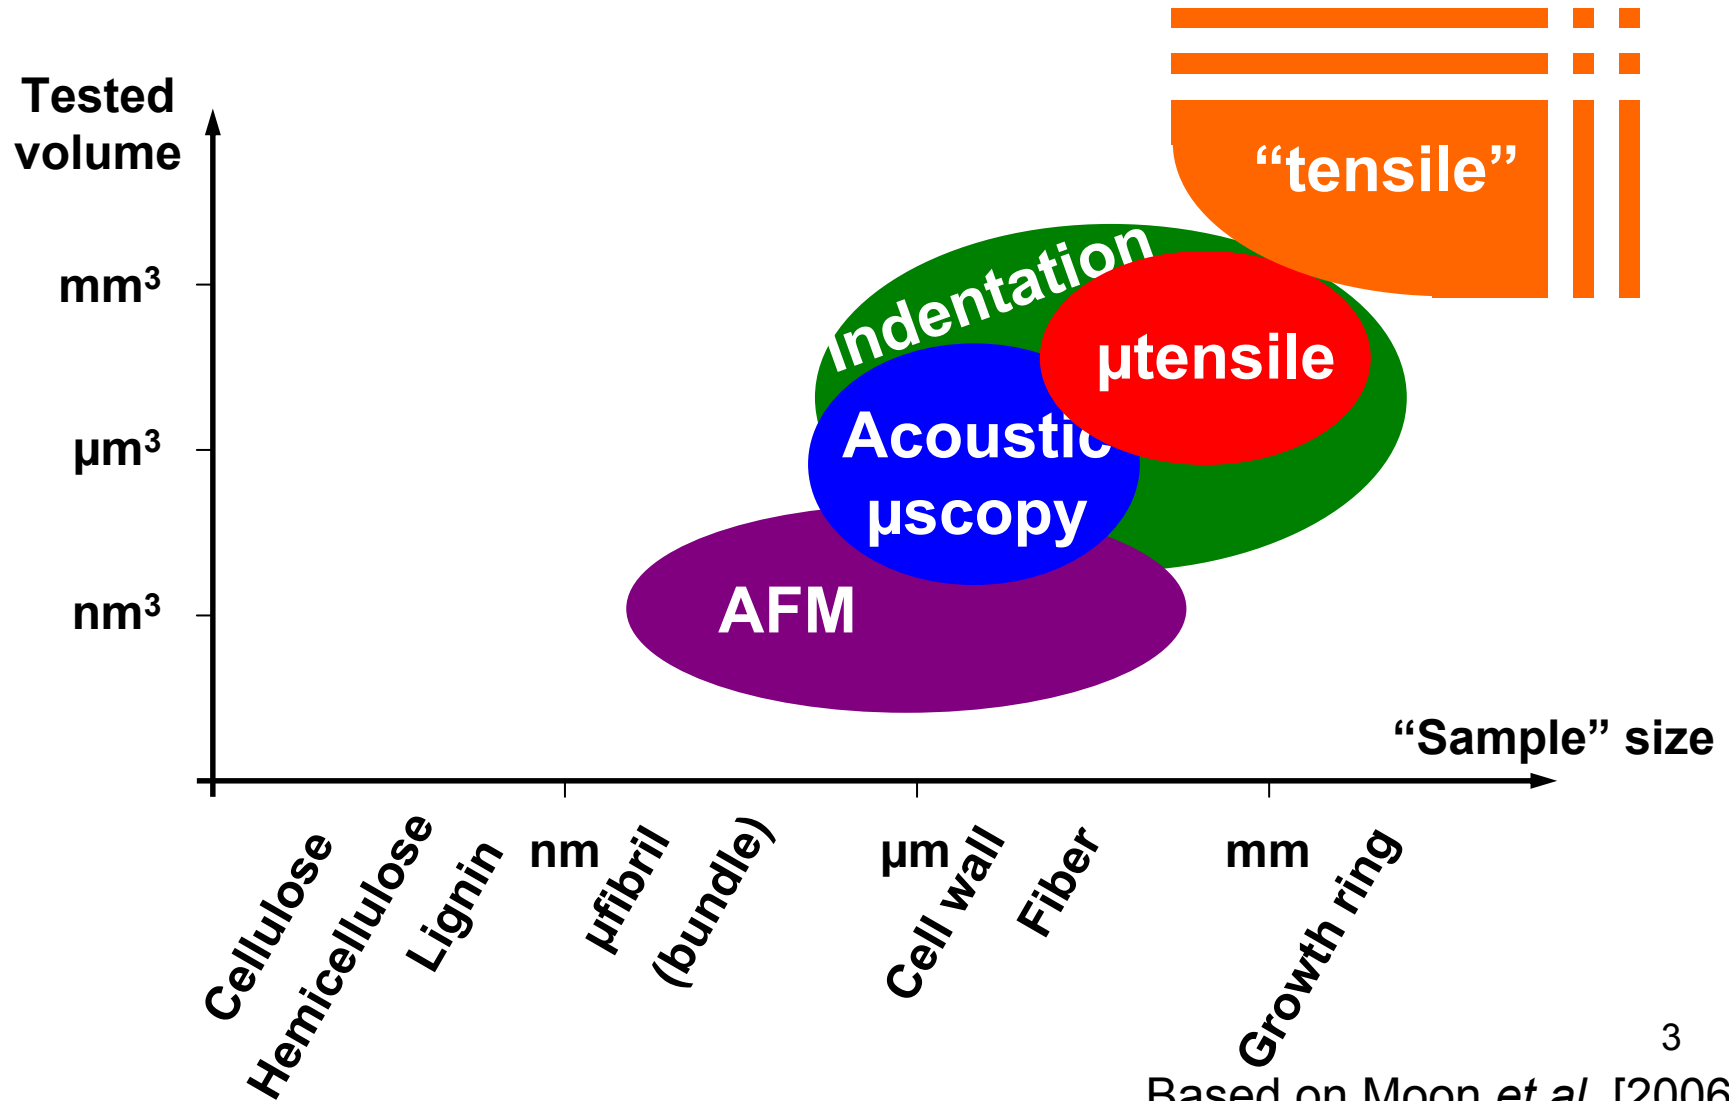 Tested
volume
“tensile”
Indentation
mm³
µtensile
Acoustic
µm³
µscopy
nm³
AFM
“Sample” size
nm
µm
mm
Cellulose
Hemicellulose
Lignin
µfibril
(bundle)
Cell wall
Fiber
Growth ring
3
Based on Moon et al. [2006